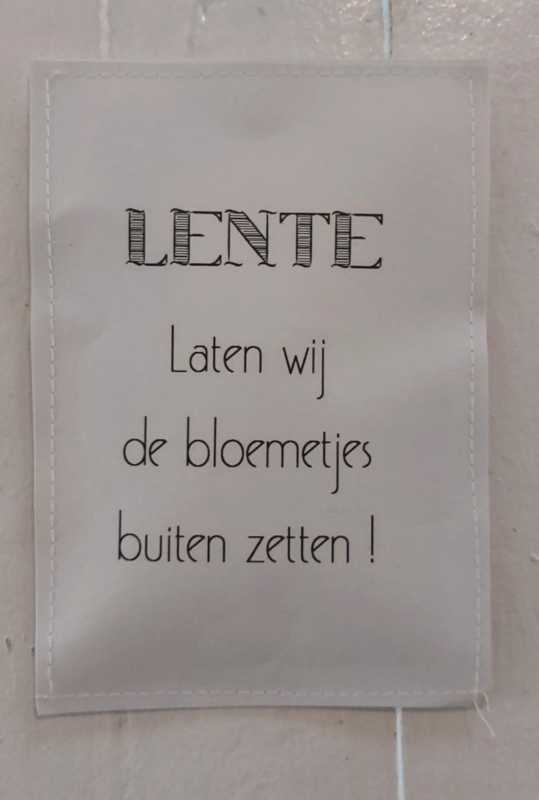 LENTE
Laten wij
de bloemetjes
buiten zetten !